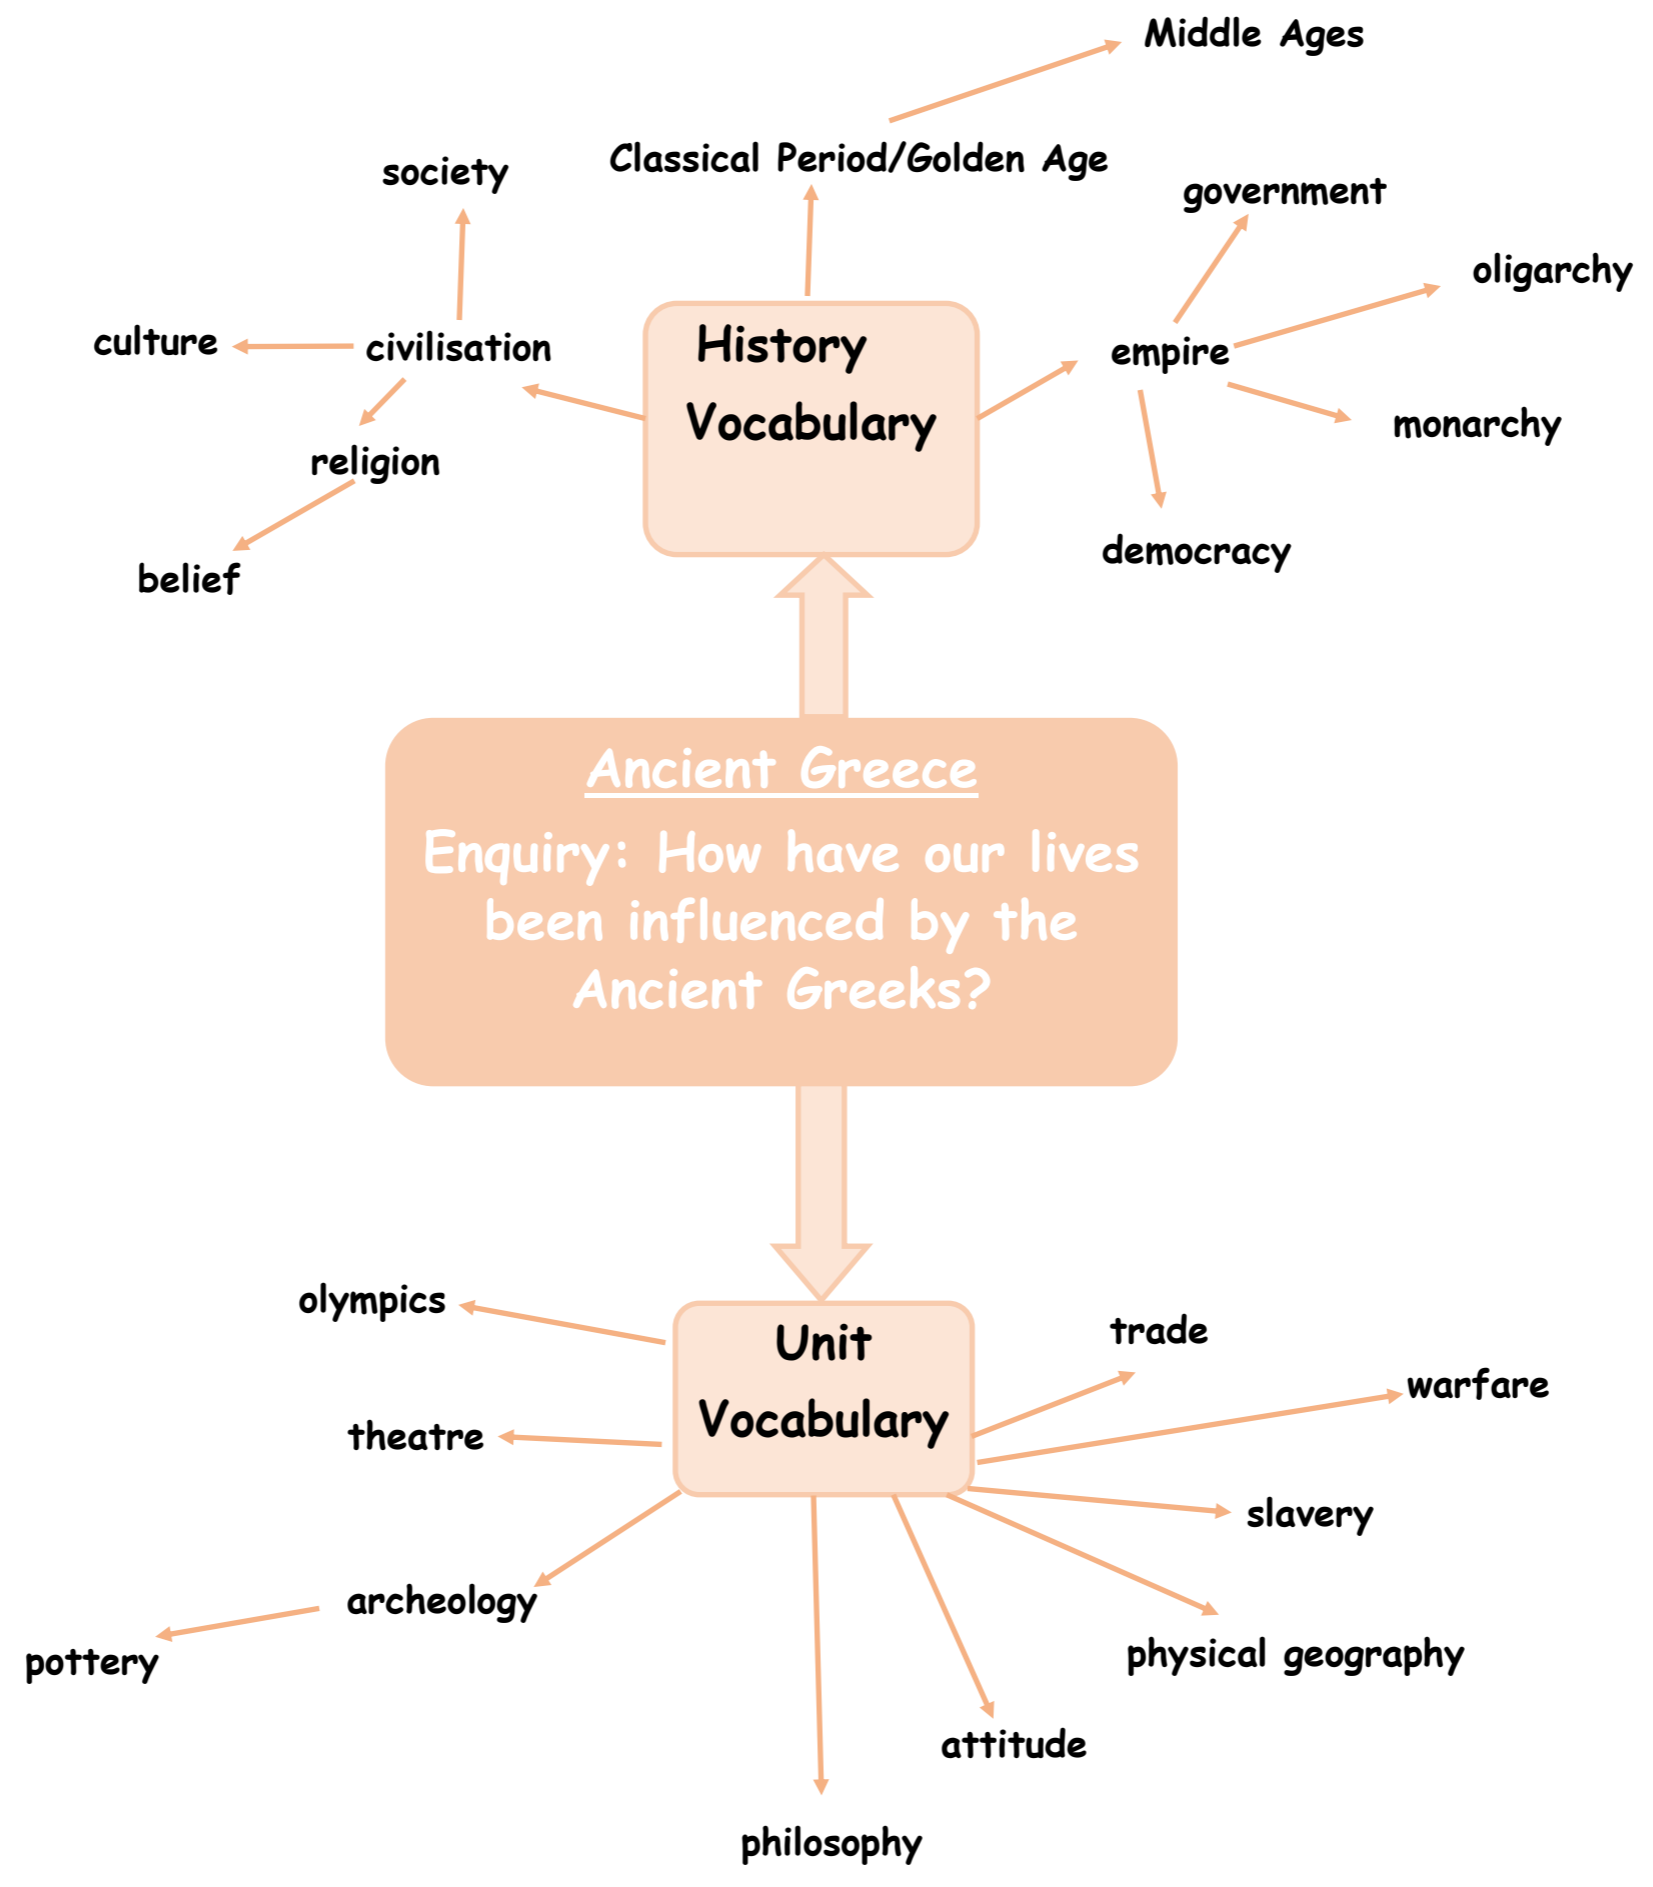 Middle Ages
Classical Period/Golden Age
society
government
oligarchy
culture
civilisation
History
Vocabulary
empire
monarchy
religion
democracy
belief
Ancient Greece
Enquiry: How have our lives
been influenced by the
Ancient Greeks?
olympics
Unit
Vocabulary
trade
warfare
theatre
slavery
archeology
pottery
physical geography
attitude
philosophy